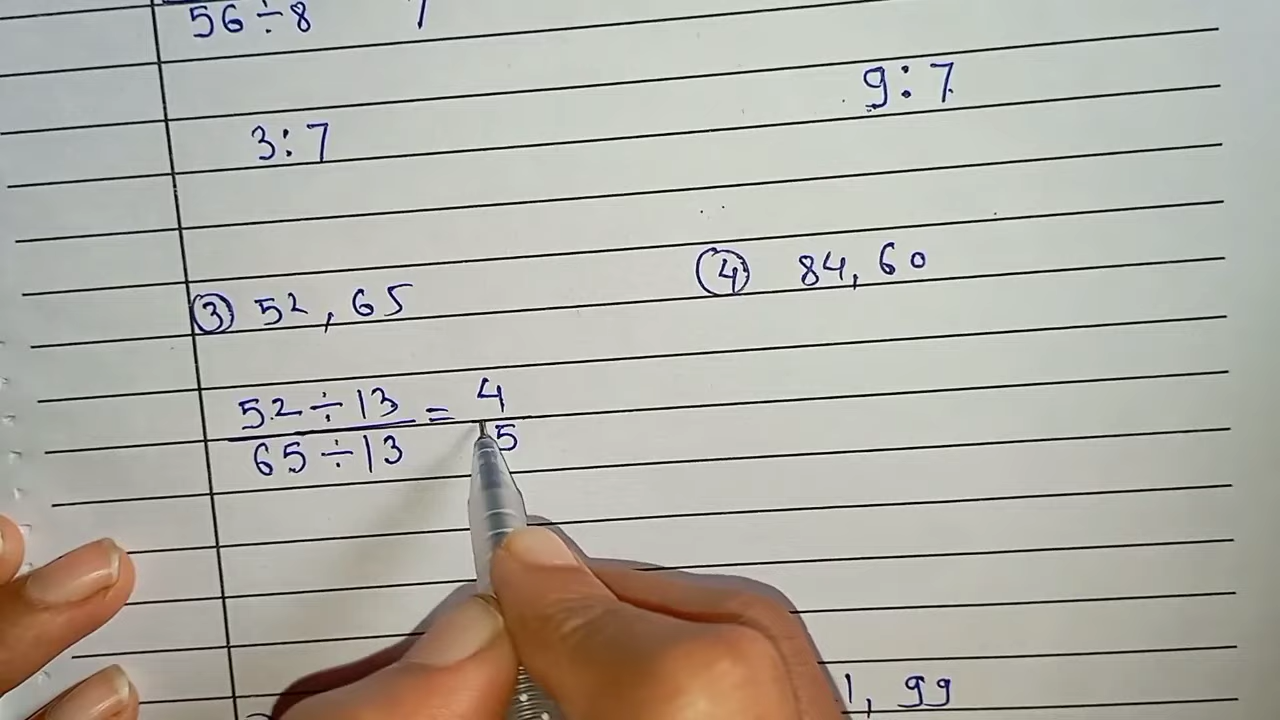 56÷8 7
3:7
9:7
③ 52, 65
④ 84, 60
52÷13 = 4
65÷13 5
1, 99